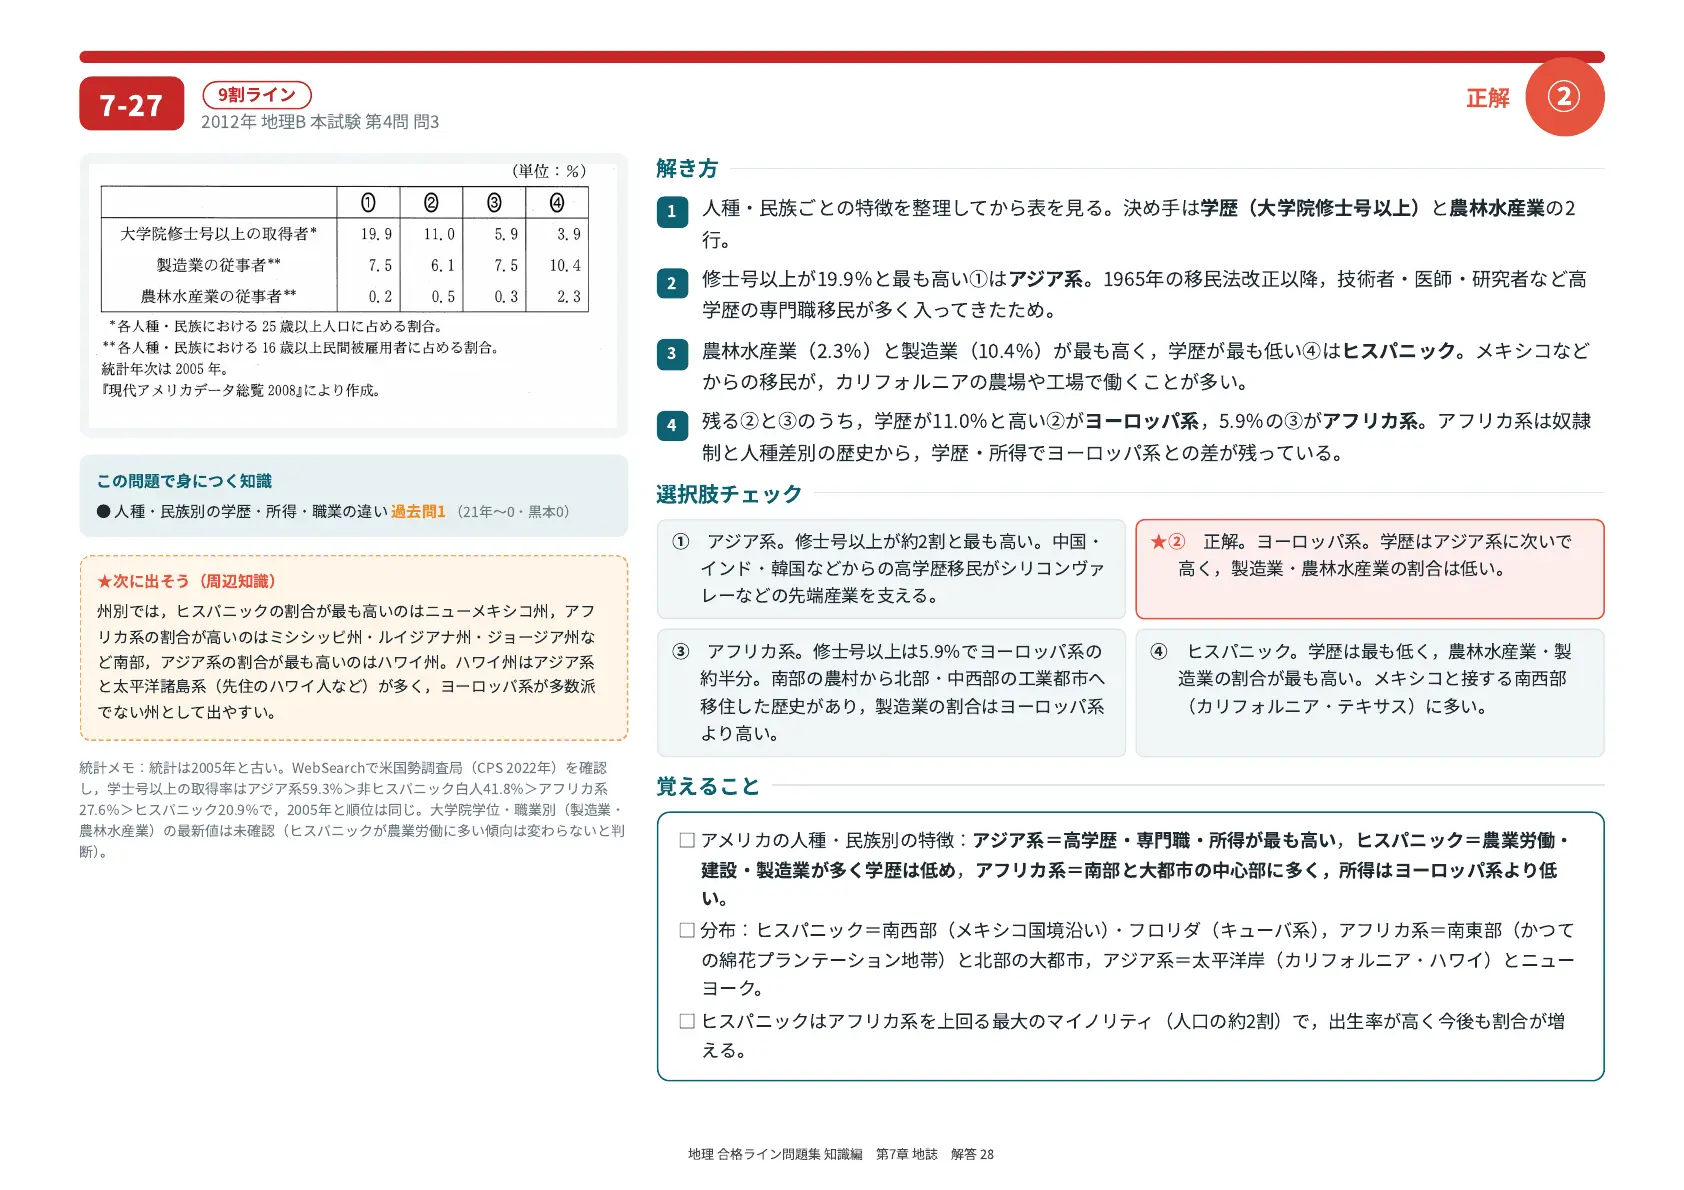 7-27
9割ライン
2012年 地理B 本試験 第4問 問3
正解 ②
(単位：%)
① ② ③ ④
大学院修士号以上の取得者* 19.9 11.0 5.9 3.9
製造業の従事者** 7.5 6.1 7.5 10.4
農林水産業の従事者** 0.2 0.5 0.3 2.3
*各人種・民族における 25 歳以上人口に占める割合。
**各人種・民族における 16 歳以上民間被雇用者に占める割合。
統計年次は 2005 年。
『現代アメリカデータ総覧 2008』により作成。
この問題で身につく知識
●人種・民族別の学歴・所得・職業の違い 過去問1（21年〜0・黒本0）
★次に出そう（周辺知識）
州別では，ヒスパニックの割合が最も高いのはニューメキシコ州，アフ
リカ系の割合が高いのはミシシッピ州・ルイジアナ州・ジョージア州な
ど南部，アジア系の割合が最も高いのはハワイ州。ハワイ州はアジア系
と太平洋諸島系（先住のハワイ人など）が多く，ヨーロッパ系が多数派
でない州として出やすい。
統計メモ：統計は2005年と古い。WebSearchで米国勢調査局（CPS 2022年）を確認
し，学士号以上の取得率はアジア系59.3%＞非ヒスパニック白人41.8%＞アフリカ系
27.6%＞ヒスパニック20.9%で，2005年と順位は同じ。大学院学位・職業別（製造業・
農林水産業）の最新値は未確認（ヒスパニックが農業労働に多い傾向は変わらないと判
断）。
解き方
1 人種・民族ごとの特徴を整理してから表を見る。決め手は学歴（大学院修士号以上）と農林水産業の2
行。
2 修士号以上が19.9%と最も高い①はアジア系。1965年の移民法改正以降，技術者・医師・研究者など高
学歴の専門職移民が多く入ってきたため。
3 農林水産業（2.3%）と製造業（10.4%）が最も高く，学歴が最も低い④はヒスパニック。メキシコなど
からの移民が，カリフォルニアの農場や工場で働くことが多い。
4 残る②と③のうち，学歴が11.0%と高い②がヨーロッパ系，5.9%の③がアフリカ系。アフリカ系は奴隷
制と人種差別の歴史から，学歴・所得でヨーロッパ系との差が残っている。
選択肢チェック
① アジア系。修士号以上が約2割と最も高い。中国・
インド・韓国などからの高学歴移民がシリコンヴァ
レーなどの先端産業を支える。
★② 正解。ヨーロッパ系。学歴はアジア系に次いで
高く，製造業・農林水産業の割合は低い。
③ アフリカ系。修士号以上は5.9%でヨーロッパ系の
約半分。南部の農村から北部・中西部の工業都市へ
移住した歴史があり，製造業の割合はヨーロッパ系
より高い。
④ ヒスパニック。学歴は最も低く，農林水産業・製
造業の割合が最も高い。メキシコと接する南西部
（カリフォルニア・テキサス）に多い。
覚えること
□ アメリカの人種・民族別の特徴：アジア系＝高学歴・専門職・所得が最も高い，ヒスパニック＝農業労働・
建設・製造業が多く学歴は低め，アフリカ系＝南部と大都市の中心部に多く，所得はヨーロッパ系より低
い。
□ 分布：ヒスパニック＝南西部（メキシコ国境沿い）・フロリダ（キューバ系），アフリカ系＝南東部（かつて
の綿花プランテーション地帯）と北部の大都市，アジア系＝太平洋岸（カリフォルニア・ハワイ）とニュー
ヨーク。
□ ヒスパニックはアフリカ系を上回る最大のマイノリティ（人口の約2割）で，出生率が高く今後も割合が増
える。
地理 合格ライン問題集 知識編 第7章 地誌 解答 28